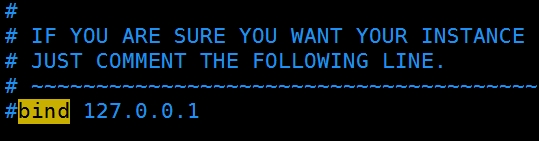 #
# IF YOU ARE SURE YOU WANT YOUR INSTANCE
# JUST COMMENT THE FOLLOWING LINE.
# ~~~~~~~~~~~~~~~~~~~~~~~~~~~~~~~~~~~~~~~
#bind 127.0.0.1